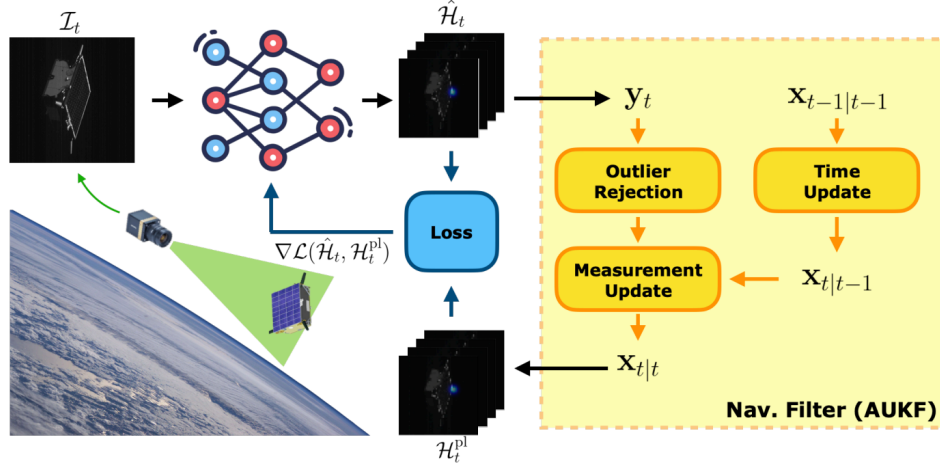 𝓘_t
Ĥ_t
y_t
x_{t−1|t−1}
Outlier
Rejection
Time
Update
Loss
∇ℒ(Ĥ_t, H_t^{pl})
Measurement
Update
x_{t|t−1}
x_{t|t}
Nav. Filter (AUKF)
H_t^{pl}